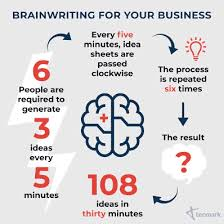 BRAINWRITING FOR YOUR BUSINESS
6
People are
required to
generate
3
ideas
every
5
minutes
Every five
minutes, idea
sheets are
passed
clockwise
The process
is repeated
six times
The result
?
108
ideas in
thirty minutes
tecmark